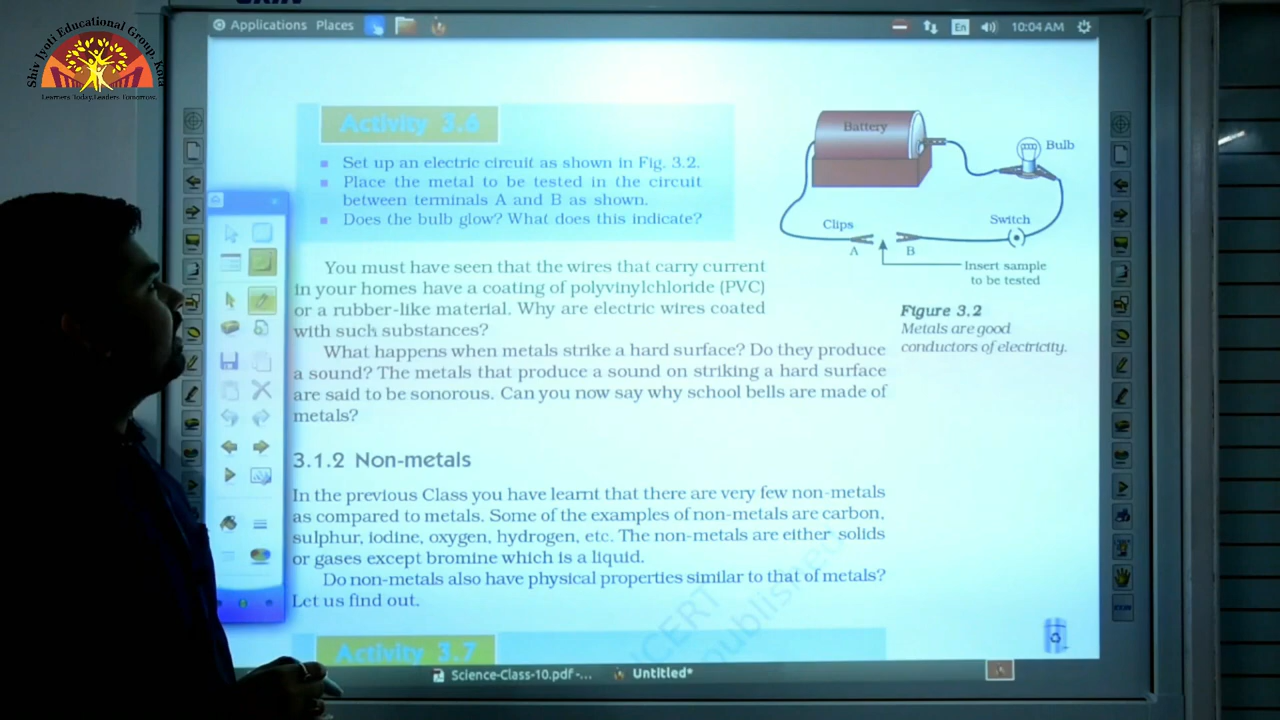 Shiv Jyoti Educational Group, Kota
Learners Today, Leaders Tomorrow.
Applications Places
En
10:04 AM
Activity 3.6
Set up an electric circuit as shown in Fig. 3.2.
Place the metal to be tested in the circuit
between terminals A and B as shown.
Does the bulb glow? What does this indicate?
Battery
Bulb
Clips
Switch
A
B
Insert sample
to be tested
Figure 3.2
Metals are good
conductors of electricity.
You must have seen that the wires that carry current
in your homes have a coating of polyvinylchloride (PVC)
or a rubber-like material. Why are electric wires coated
with such substances?
What happens when metals strike a hard surface? Do they produce
a sound? The metals that produce a sound on striking a hard surface
are said to be sonorous. Can you now say why school bells are made of
metals?
3.1.2 Non-metals
In the previous Class you have learnt that there are very few non-metals
as compared to metals. Some of the examples of non-metals are carbon,
sulphur, iodine, oxygen, hydrogen, etc. The non-metals are either solids
or gases except bromine which is a liquid.
Do non-metals also have physical properties similar to that of metals?
Let us find out.
NCERT
Activity 3.7
Science-Class-10.pdf -...
Untitled*